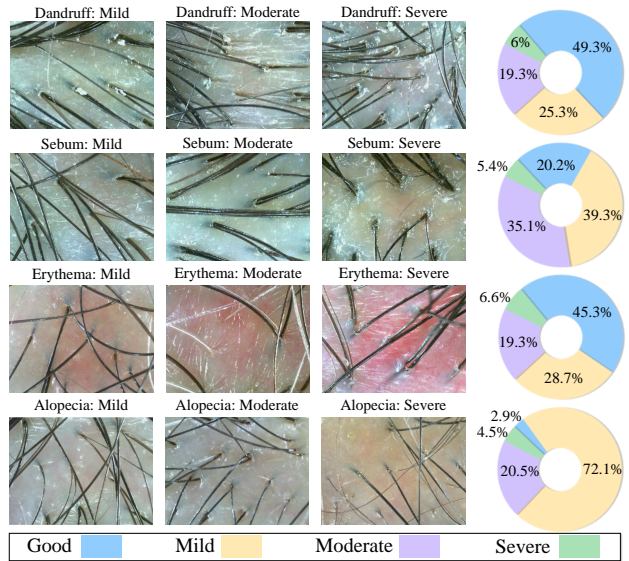 Dandruff: Mild Dandruff: Moderate Dandruff: Severe
6% 49.3%
19.3%
25.3%
Sebum: Mild Sebum: Moderate Sebum: Severe
5.4% 20.2%
39.3%
35.1%
Erythema: Mild Erythema: Moderate Erythema: Severe
6.6% 45.3%
19.3%
28.7%
Alopecia: Mild Alopecia: Moderate Alopecia: Severe
2.9%
4.5%
20.5% 72.1%
Good Mild Moderate Severe